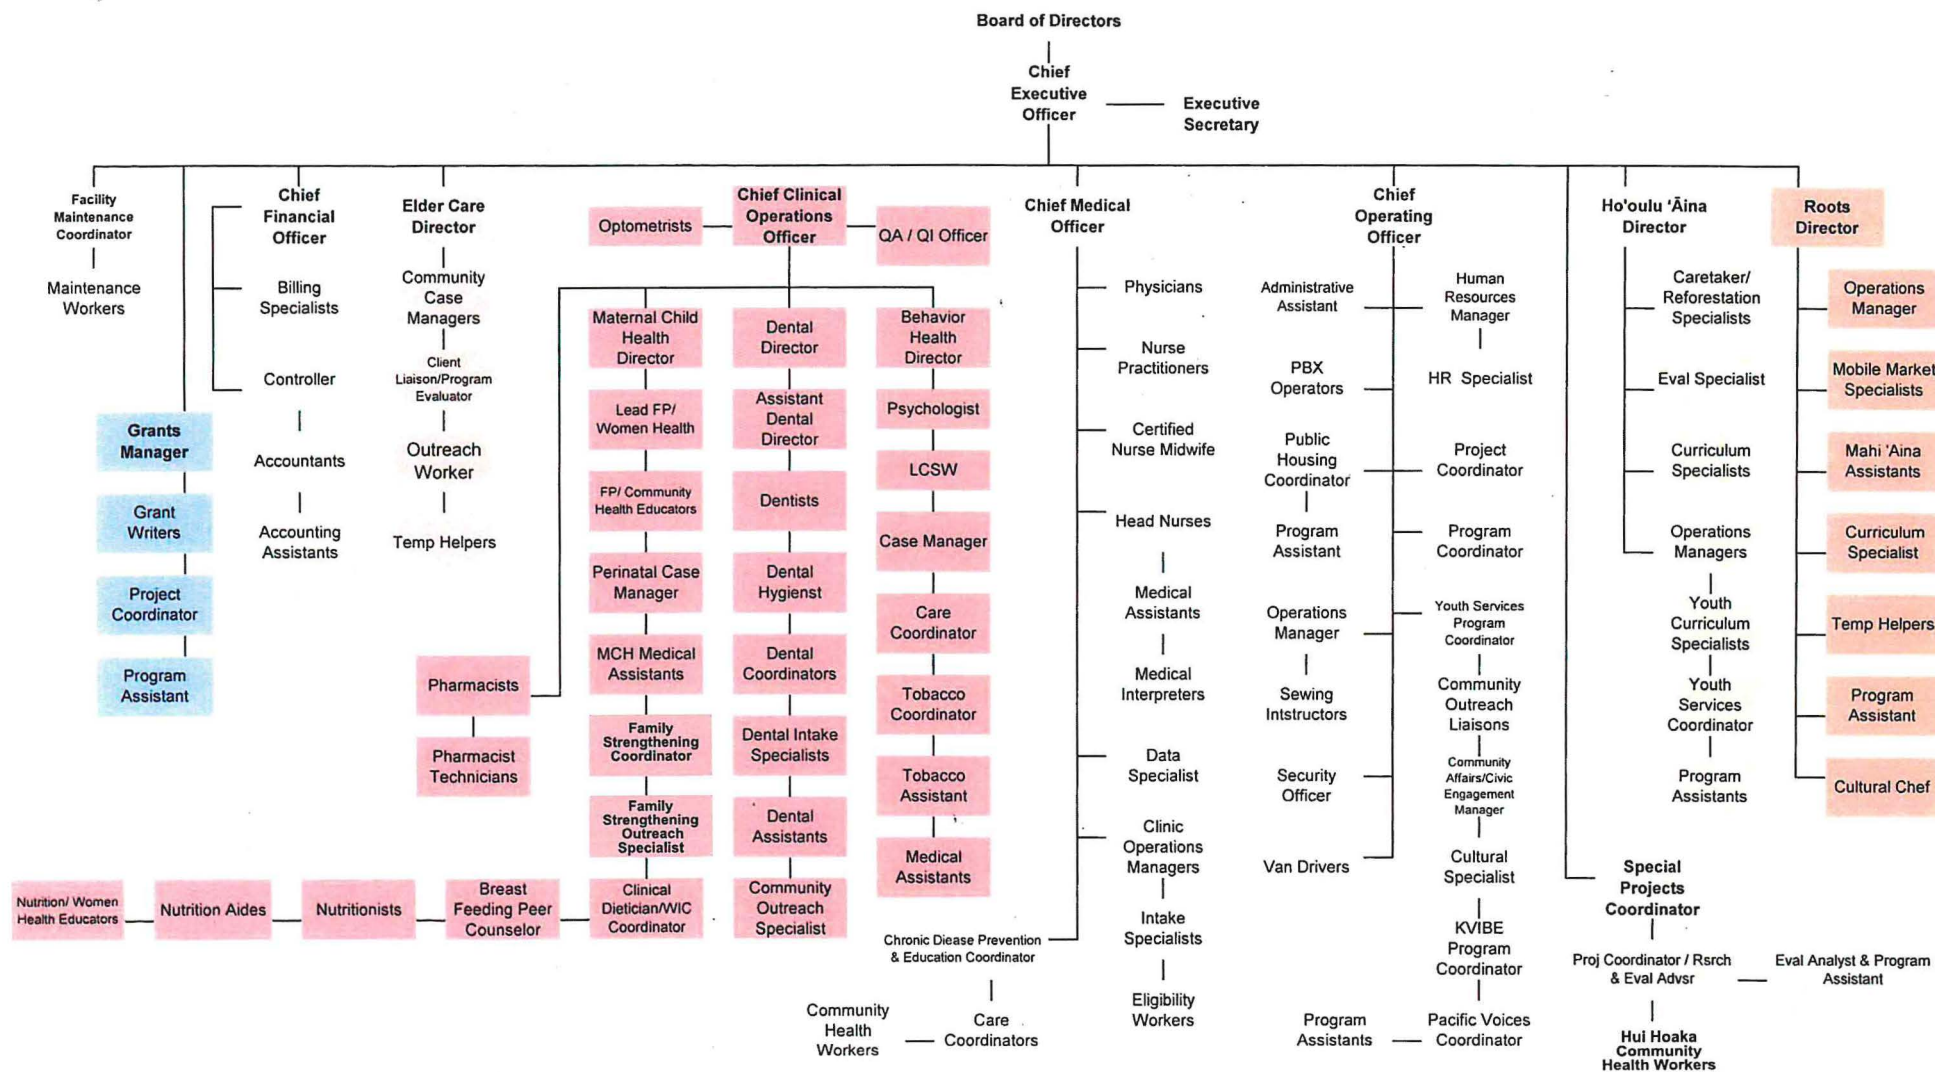 Board of Directors
Chief
Executive
Officer
Executive
Secretary
Facility
Maintenance
Coordinator
Maintenance
Workers
Grants
Manager
Grant
Writers
Project
Coordinator
Program
Assistant
Chief
Financial
Officer
Billing
Specialists
Controller
Accountants
Accounting
Assistants
Elder Care
Director
Community
Case
Managers
Client
Liaison/Program
Evaluator
Outreach
Worker
Temp Helpers
Optometrists
Chief Clinical
Operations
Officer
QA / QI Officer
Pharmacists
Pharmacist
Technicians
Maternal Child
Health
Director
Lead FP/
Women Health
FP/ Community
Health Educators
Perinatal Case
Manager
MCH Medical
Assistants
Family
Strengthening
Coordinator
Family
Strengthening
Outreach
Specialist
Clinical
Dietician/WIC
Coordinator
Breast
Feeding Peer
Counselor
Nutritionists
Nutrition Aides
Nutrition/ Women
Health Educators
Dental
Director
Assistant
Dental
Director
Dentists
Dental
Hygienst
Dental
Coordinators
Dental Intake
Specialists
Dental
Assistants
Community
Outreach
Specialist
Behavior
Health
Director
Psychologist
LCSW
Case Manager
Care
Coordinator
Tobacco
Coordinator
Tobacco
Assistant
Medical
Assistants
Chief Medical
Officer
Physicians
Nurse
Practitioners
Certified
Nurse Midwife
Head Nurses
Medical
Assistants
Medical
Interpreters
Data
Specialist
Clinic
Operations
Managers
Intake
Specialists
Eligibility
Workers
Chronic Diease Prevention
& Education Coordinator
Care
Coordinators
Community
Health
Workers
Chief
Operating
Officer
Administrative
Assistant
PBX
Operators
Public
Housing
Coordinator
Program
Assistant
Operations
Manager
Sewing
Intstructors
Security
Officer
Van Drivers
Human
Resources
Manager
HR Specialist
Project
Coordinator
Program
Coordinator
Youth Services
Program
Coordinator
Community
Outreach
Liaisons
Community
Affairs/Civic
Engagement
Manager
Cultural
Specialist
KVIBE
Program
Coordinator
Pacific Voices
Coordinator
Program
Assistants
Ho'oulu ‘Āina
Director
Caretaker/
Reforestation
Specialists
Eval Specialist
Curriculum
Specialists
Operations
Managers
Youth
Curriculum
Specialists
Youth
Services
Coordinator
Program
Assistants
Special
Projects
Coordinator
Proj Coordinator / Rsrch
& Eval Advsr
Eval Analyst & Program
Assistant
Hui Hoaka
Community
Health Workers
Roots
Director
Operations
Manager
Mobile Market
Specialists
Mahi ‘Aina
Assistants
Curriculum
Specialist
Temp Helpers
Program
Assistant
Cultural Chef